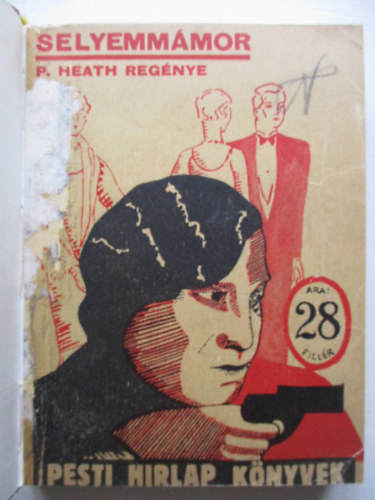 SELYEMMÁMOR
P. HEATH REGÉNYE
ÁRA:
28
FILLÉR
PESTI HIRLAP KÖNYVEK